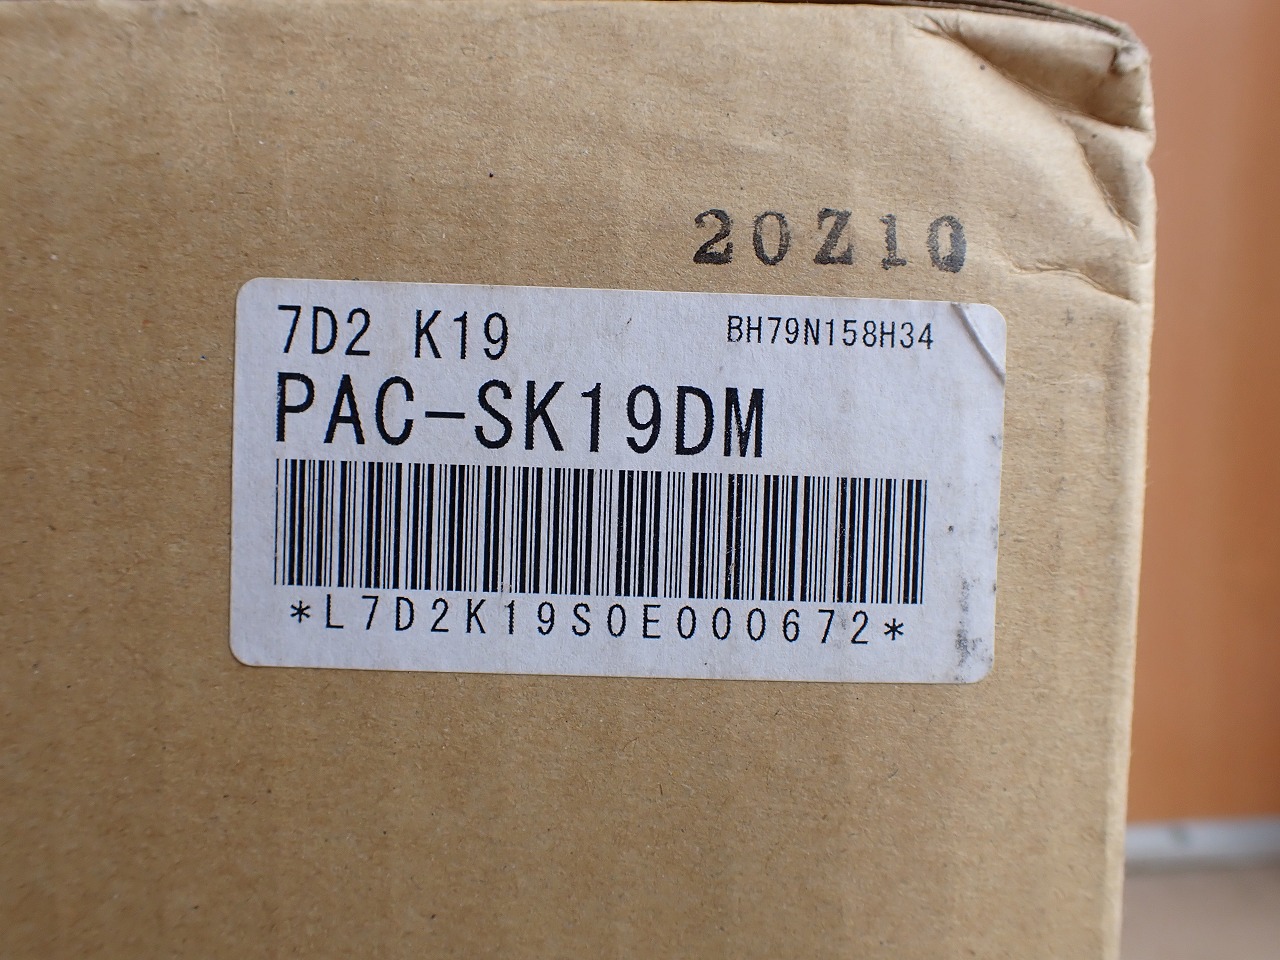 20Z10
7D2 K19 BH79N158H34
PAC-SK19DM
*L7D2K19S0E000672*